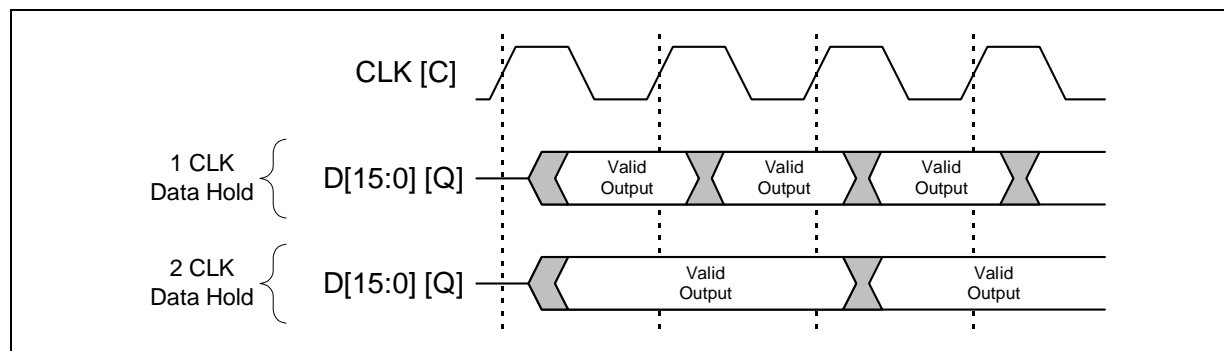 CLK [C]
1 CLK
Data Hold
D[15:0] [Q]
Valid
Output
Valid
Output
Valid
Output
2 CLK
Data Hold
D[15:0] [Q]
Valid
Output
Valid
Output